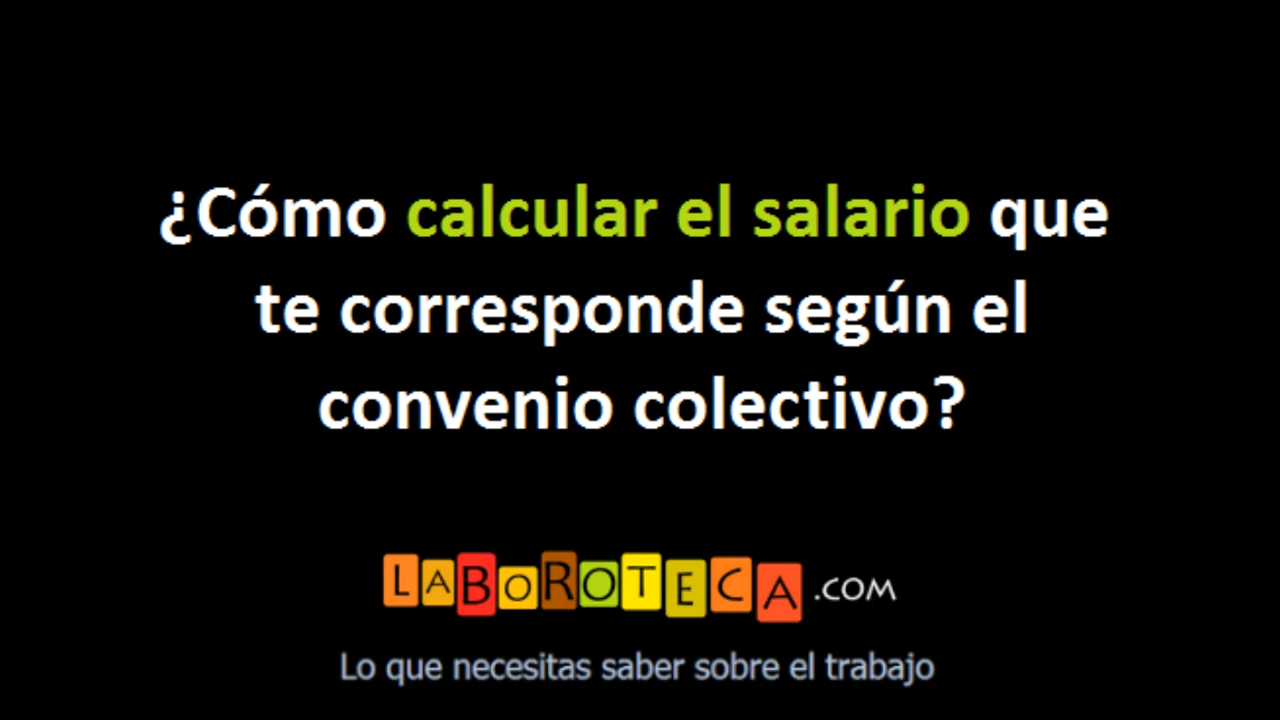 ¿Cómo calcular el salario que
te corresponde según el
convenio colectivo?
LABOROTECA .COM
Lo que necesitas saber sobre el trabajo